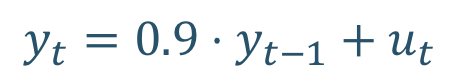 yₜ = 0.9 · yₜ₋₁ + uₜ